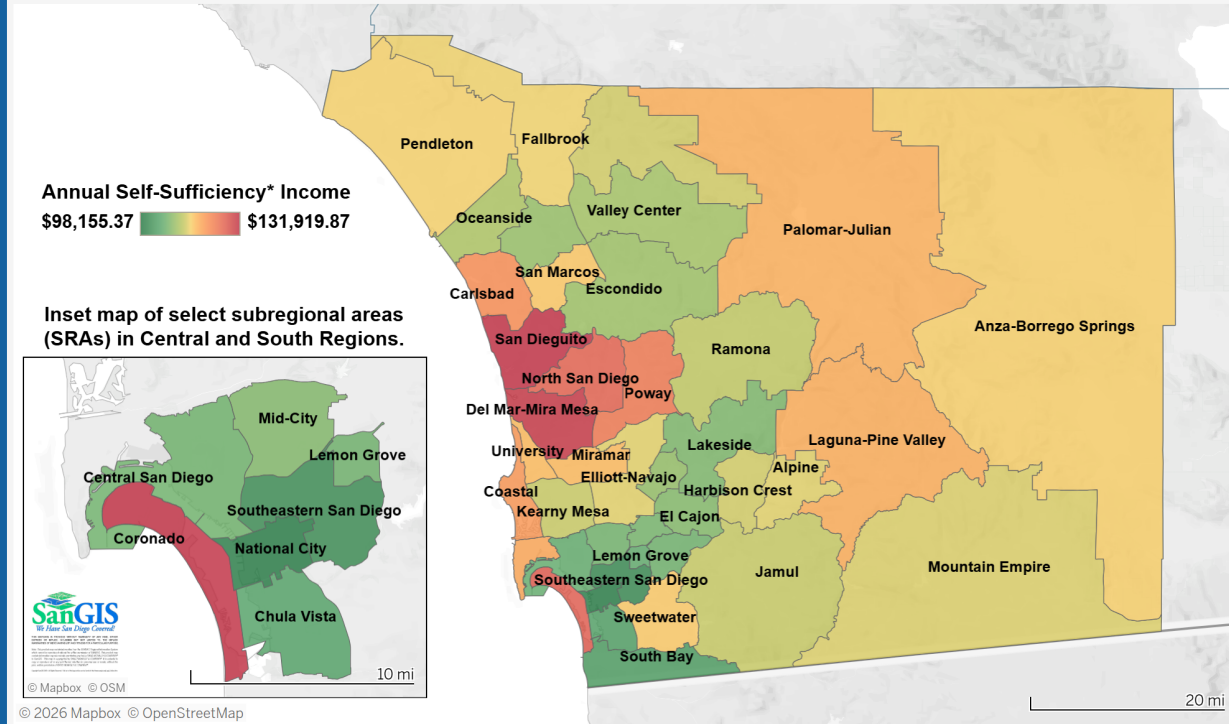 Annual Self-Sufficiency* Income
$98,155.37 $131,919.87
Inset map of select subregional areas
(SRAs) in Central and South Regions.
Mid-City
Lemon Grove
Central San Diego
Southeastern San Diego
Coronado
National City
Chula Vista
SanGIS
We Have San Diego Covered!
10 mi
© Mapbox © OSM
© 2026 Mapbox © OpenStreetMap
Pendleton
Fallbrook
Oceanside
Valley Center
Palomar-Julian
San Marcos
Carlsbad
Escondido
Anza-Borrego Springs
San Dieguito
Ramona
North San Diego
Poway
Del Mar-Mira Mesa
University
Miramar
Lakeside
Laguna-Pine Valley
Elliott-Navajo
Alpine
Coastal
Harbison Crest
Kearny Mesa
El Cajon
Lemon Grove
Southeastern San Diego
Jamul
Mountain Empire
Sweetwater
South Bay
20 mi